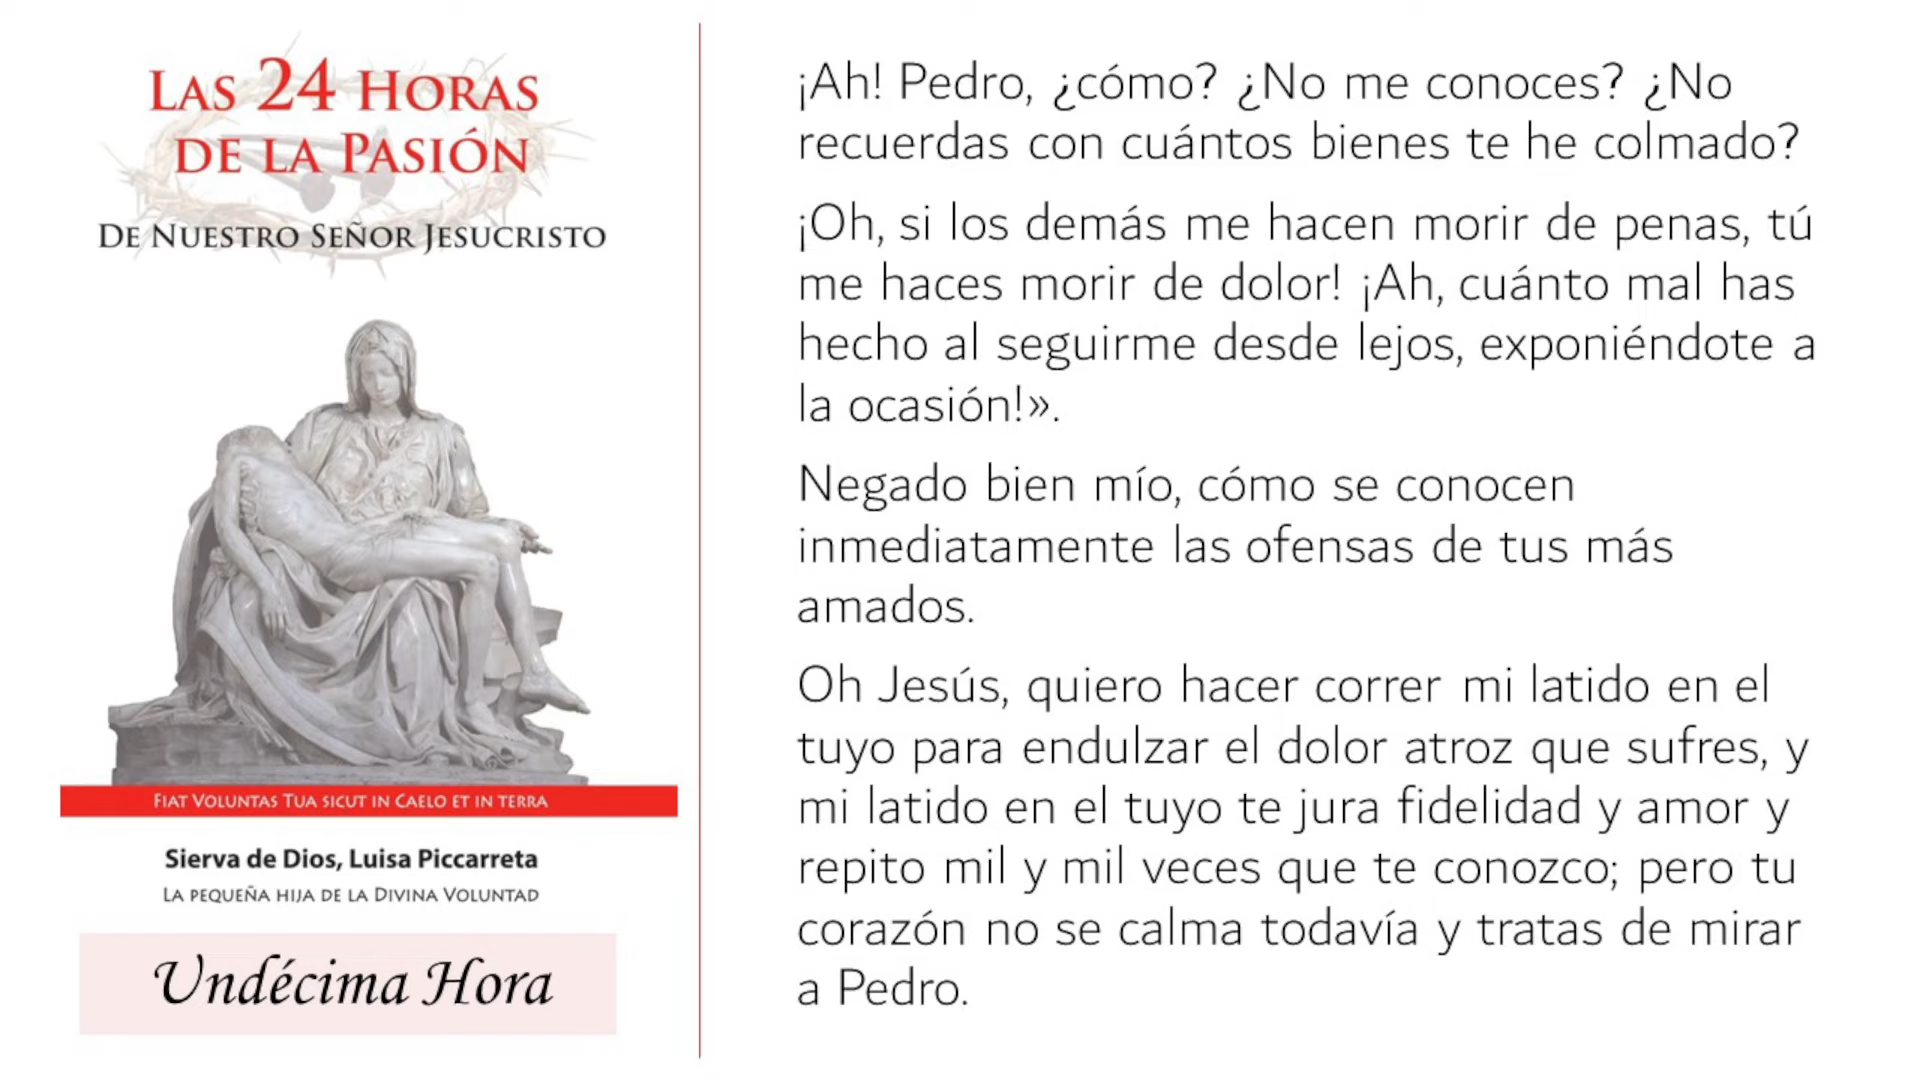 LAS 24 HORAS
DE LA PASIÓN
DE NUESTRO SEÑOR JESUCRISTO
FIAT VOLUNTAS TUA SICUT IN CAELO ET IN TERRA
Sierva de Dios, Luisa Piccarreta
LA PEQUEÑA HIJA DE LA DIVINA VOLUNTAD
Undécima Hora
¡Ah! Pedro, ¿cómo? ¿No me conoces? ¿No
recuerdas con cuántos bienes te he colmado?
¡Oh, si los demás me hacen morir de penas, tú
me haces morir de dolor! ¡Ah, cuánto mal has
hecho al seguirme desde lejos, exponiéndote a
la ocasión!».
Negado bien mío, cómo se conocen
inmediatamente las ofensas de tus más
amados.
Oh Jesús, quiero hacer correr mi latido en el
tuyo para endulzar el dolor atroz que sufres, y
mi latido en el tuyo te jura fidelidad y amor y
repito mil y mil veces que te conozco; pero tu
corazón no se calma todavía y tratas de mirar
a Pedro.